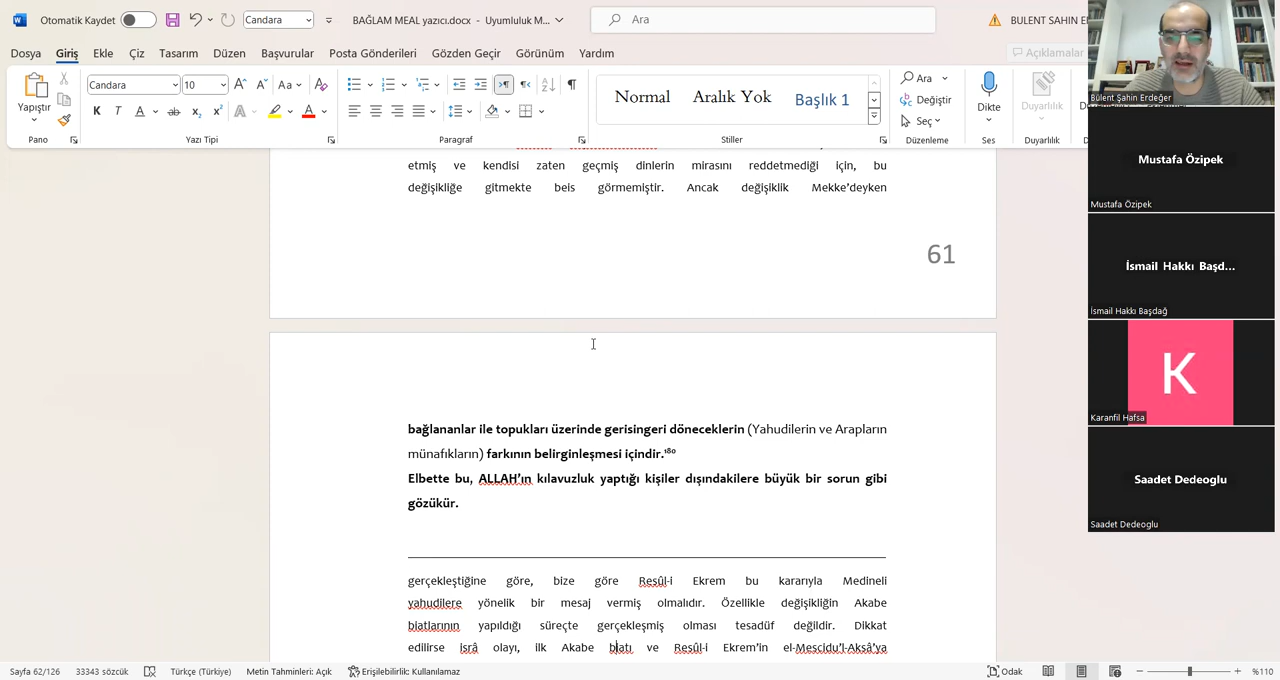 Otomatik Kaydet
Candara
BAĞLAM MEAL yazıcı.docx - Uyumluluk M...
Ara
BULENT SAHIN E
Dosya Giriş Ekle Çiz Tasarım Düzen Başvurular Posta Gönderileri Gözden Geçir Görünüm Yardım
Açıklamalar
Yapıştır
Candara 10
K T A ab x₂ x² A A
Normal Aralık Yok Başlık 1
Ara
Değiştir
Seç
Dikte
Duyarlılık
Pano Yazı Tipi Paragraf Stiller Düzenleme Ses Duyarlılık
etmiş ve kendisi zaten geçmiş dinlerin mirasını reddetmediği için, bu
değişikliğe gitmekte beis görmemiştir. Ancak değişiklik Mekke’deyken
61
bağlananlar ile topukları üzerinde gerisingeri döneceklerin (Yahudilerin ve Arapların
münafıkların) farkının belirginleşmesi içindir.¹⁸⁰
Elbette bu, ALLAH’ın kılavuzluk yaptığı kişiler dışındakilere büyük bir sorun gibi
gözükür.
gerçekleştiğine göre, bize göre Resûl-i Ekrem bu kararıyla Medineli
yahudilere yönelik bir mesaj vermiş olmalıdır. Özellikle değişikliğin Akabe
biatlarının yapıldığı süreçte gerçekleşmiş olması tesadüf değildir. Dikkat
edilirse isrâ olayı, ilk Akabe biatı ve Resûl-i Ekrem’in el-Mescidu’l-Aksâ’ya
Sayfa 62/126 33343 sözcük Türkçe (Türkiye) Metin Tahminleri: Açık Erişilebilirlik: Kullanılamaz Odak %110
Bülent Şahin Erdeğer
Mustafa Özipek
Mustafa Özipek
İsmail Hakkı Başd...
İsmail Hakkı Başdağ
K
Karanfil Hafsa
Saadet Dedeoglu
Saadet Dedeoglu